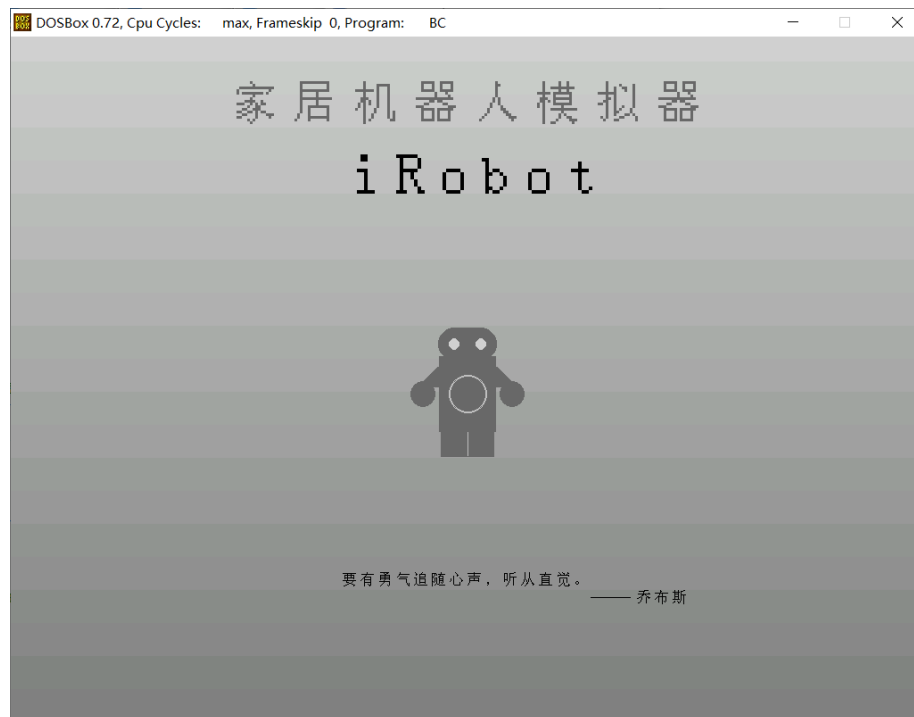 DOSBox 0.72, Cpu Cycles: max, Frameskip 0, Program: BC
家居机器人模拟器
iRobot
要有勇气追随心声，听从直觉。
—— 乔布斯